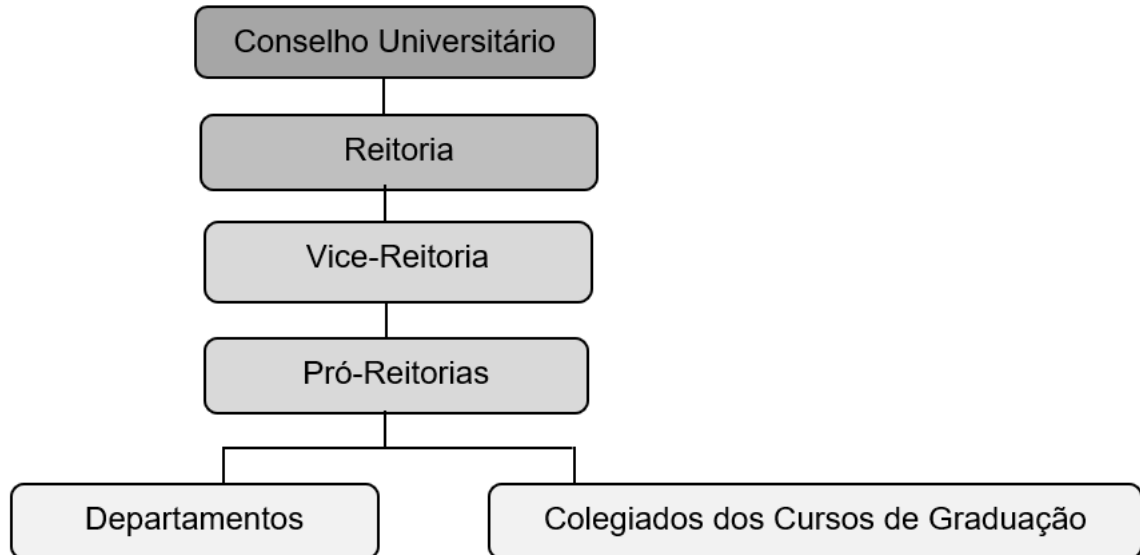 Conselho Universitário
Reitoria
Vice-Reitoria
Pró-Reitorias
Departamentos
Colegiados dos Cursos de Graduação